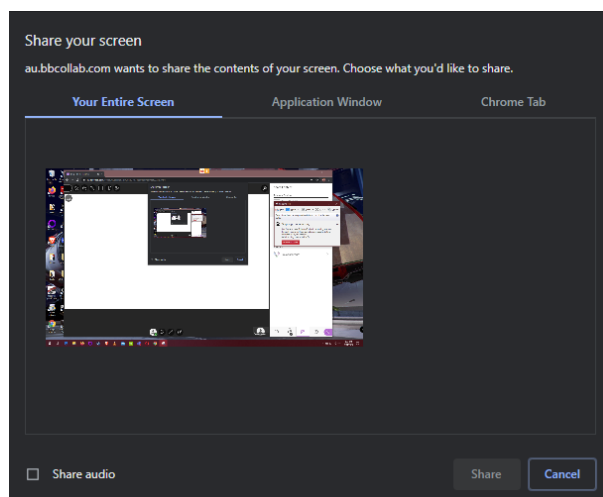 Share your screen
au.bbcollab.com wants to share the contents of your screen. Choose what you'd like to share.
Your Entire Screen
Application Window
Chrome Tab
Share audio
Share
Cancel